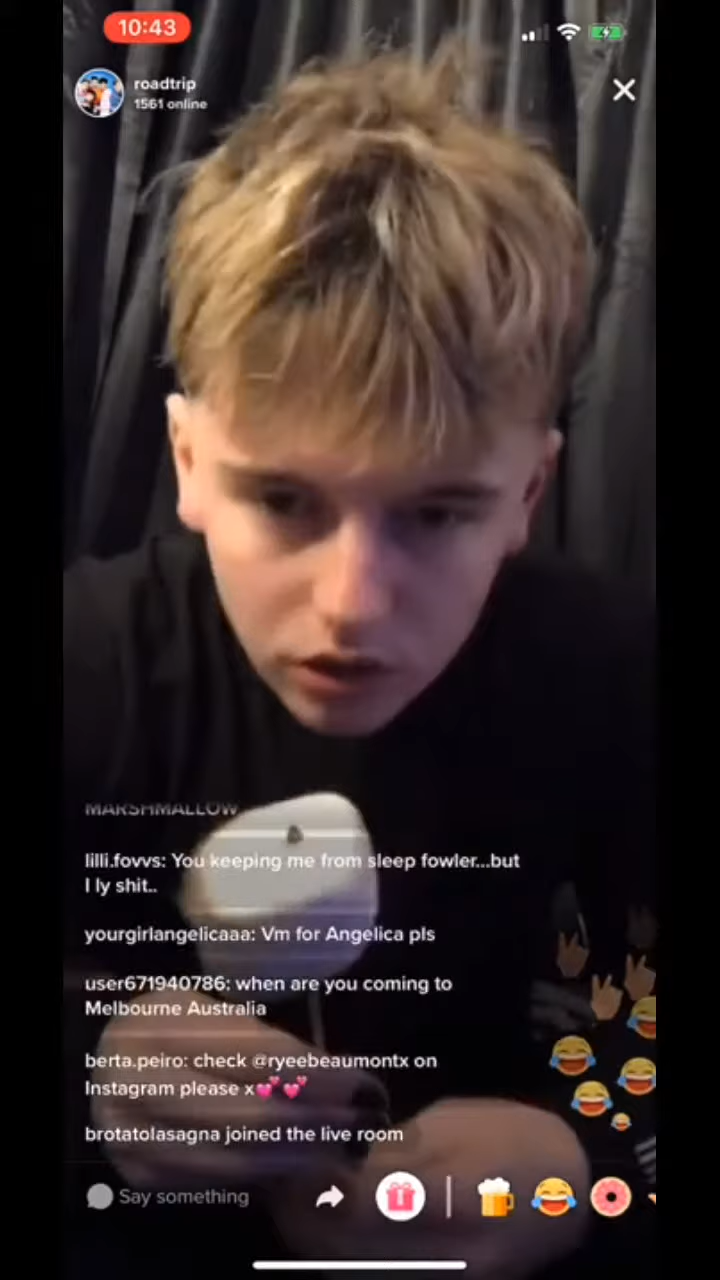 10:43
roadtrip
1561 online
MARSHMALLOW
lilli.fovvs: You keeping me from sleep fowler...but
I ly shit..
yourgirlangelicaaa: Vm for Angelica pls
user671940786: when are you coming to
Melbourne Australia
berta.peiro: check @ryeebeaumontx on
Instagram please x💕💕
brotatolasagna joined the live room
Say something